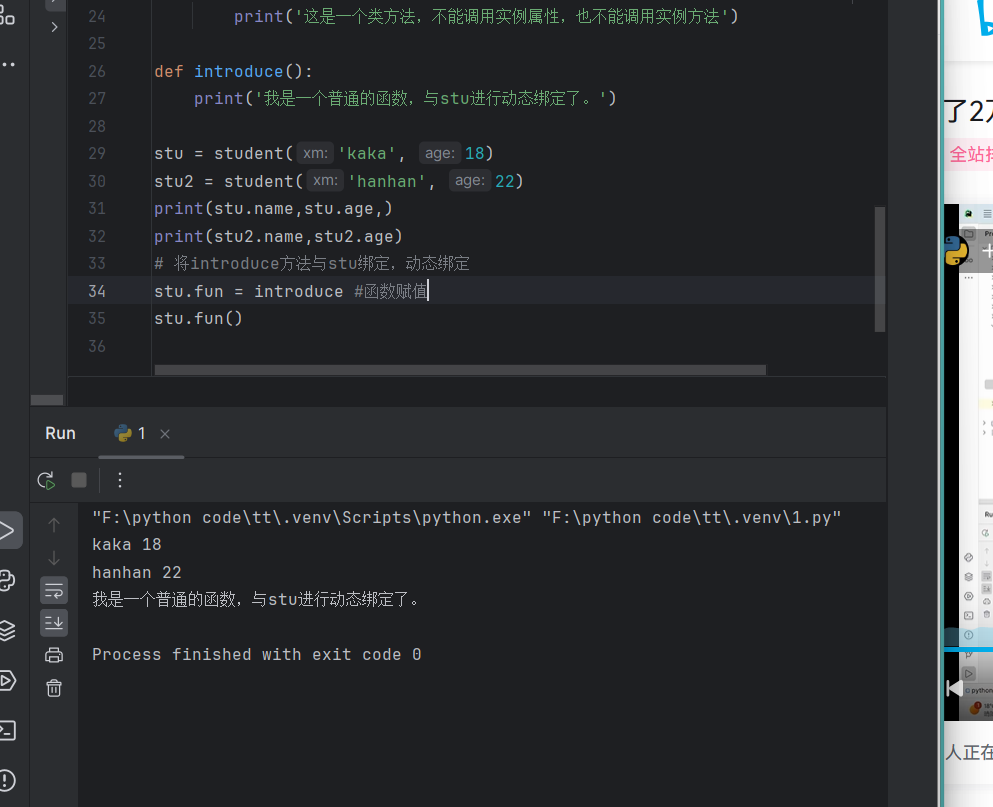 24 print('这是一个类方法，不能调用实例属性，也不能调用实例方法')
25
26 def introduce():
27 print('我是一个普通的函数，与stu进行动态绑定了。')
28
29 stu = student( xm: 'kaka', age: 18)
30 stu2 = student( xm: 'hanhan', age: 22)
31 print(stu.name,stu.age,)
32 print(stu2.name,stu2.age)
33 # 将introduce方法与stu绑定，动态绑定
34 stu.fun = introduce #函数赋值
35 stu.fun()
36
Run 1
"F:\python code\tt\.venv\Scripts\python.exe" "F:\python code\tt\.venv\1.py"
kaka 18
hanhan 22
我是一个普通的函数，与stu进行动态绑定了。
Process finished with exit code 0
了2万
全站排
人正在